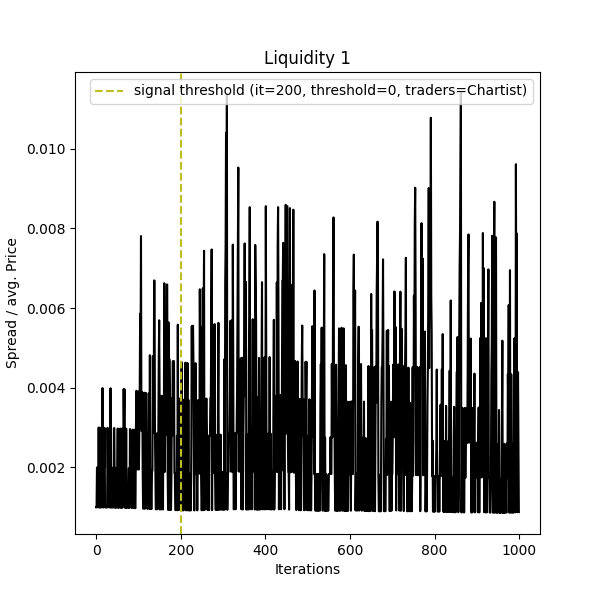 Liquidity 1
signal threshold (it=200, threshold=0, traders=Chartist)
Spread / avg. Price
0.010
0.008
0.006
0.004
0.002
0
200
400
600
800
1000
Iterations